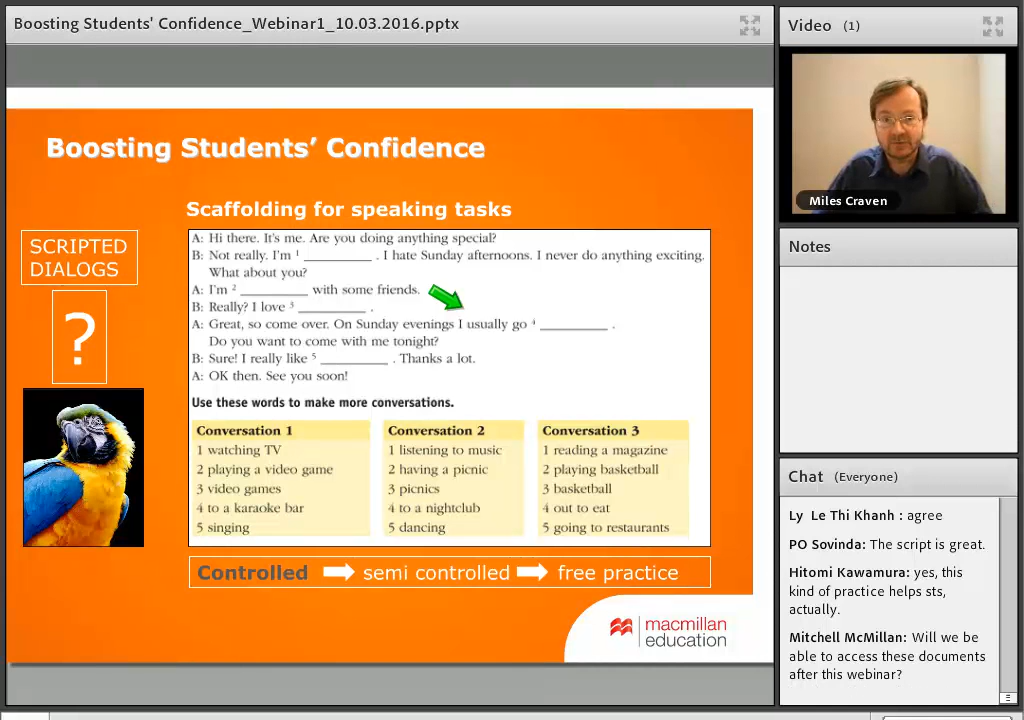 Boosting Students' Confidence_Webinar1_10.03.2016.pptx
Boosting Students' Confidence
Scaffolding for speaking tasks
SCRIPTED
DIALOGS
?
A: Hi there. It's me. Are you doing anything special?
B: Not really. I'm ¹ __________ . I hate Sunday afternoons. I never do anything exciting.
What about you?
A: I'm ² __________ with some friends.
B: Really? I love ³ __________ .
A: Great, so come over. On Sunday evenings I usually go ⁴ __________ .
Do you want to come with me tonight?
B: Sure! I really like ⁵ __________ . Thanks a lot.
A: OK then. See you soon!
Use these words to make more conversations.
Conversation 1
1 watching TV
2 playing a video game
3 video games
4 to a karaoke bar
5 singing
Conversation 2
1 listening to music
2 having a picnic
3 picnics
4 to a nightclub
5 dancing
Conversation 3
1 reading a magazine
2 playing basketball
3 basketball
4 out to eat
5 going to restaurants
Controlled semi controlled free practice
macmillan
education
Video (1)
Miles Craven
Notes
Chat (Everyone)
Ly Le Thi Khanh : agree
PO Sovinda: The script is great.
Hitomi Kawamura: yes, this
kind of practice helps sts,
actually.
Mitchell McMillan: Will we be
able to access these documents
after this webinar?